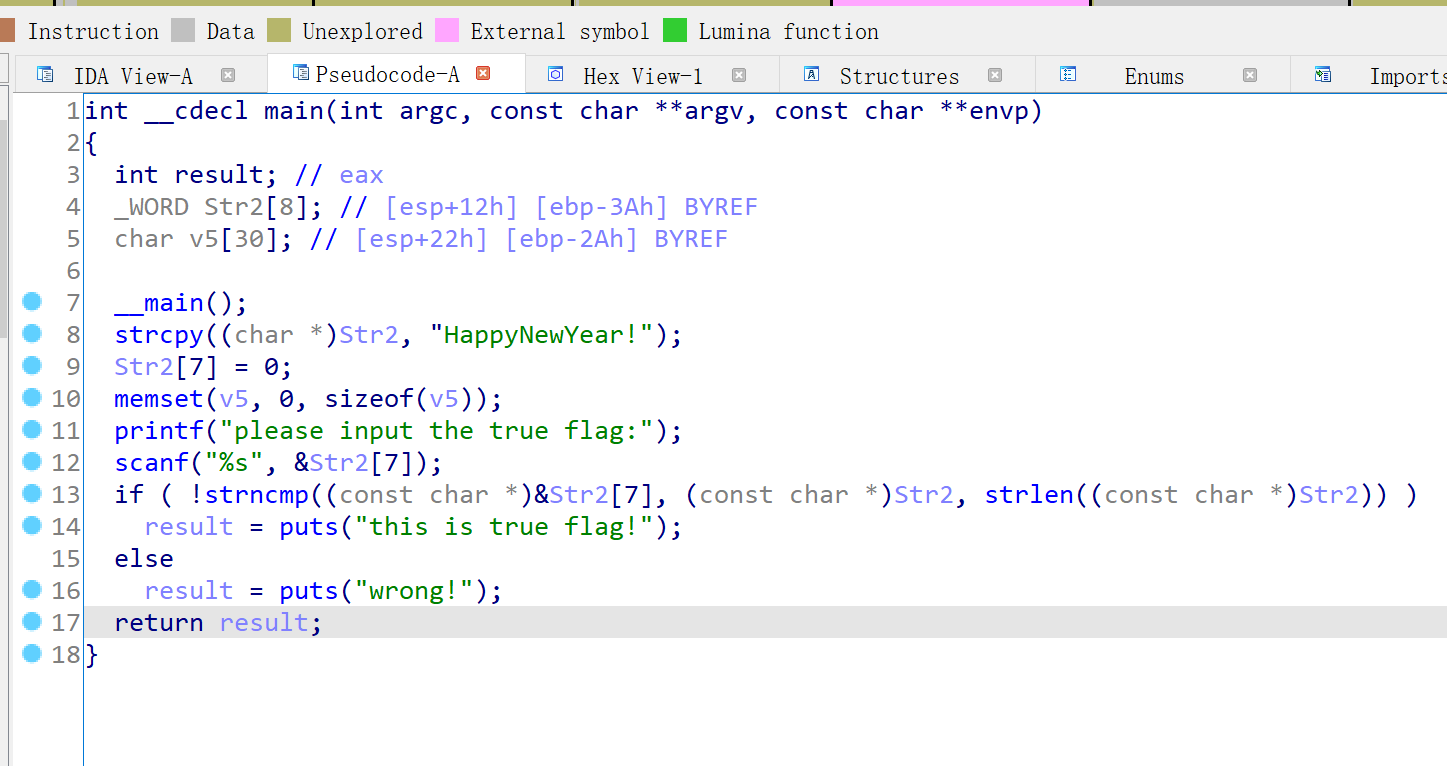 Instruction Data Unexplored External symbol Lumina function
IDA View-A Pseudocode-A Hex View-1 Structures Enums Imports
1 int __cdecl main(int argc, const char **argv, const char **envp)
2 {
3   int result; // eax
4   _WORD Str2[8]; // [esp+12h] [ebp-3Ah] BYREF
5   char v5[30]; // [esp+22h] [ebp-2Ah] BYREF
6
7   __main();
8   strcpy((char *)Str2, "HappyNewYear!");
9   Str2[7] = 0;
10   memset(v5, 0, sizeof(v5));
11   printf("please input the true flag:");
12   scanf("%s", &Str2[7]);
13   if ( !strncmp((const char *)&Str2[7], (const char *)Str2, strlen((const char *)Str2)) )
14     result = puts("this is true flag!");
15   else
16     result = puts("wrong!");
17   return result;
18 }